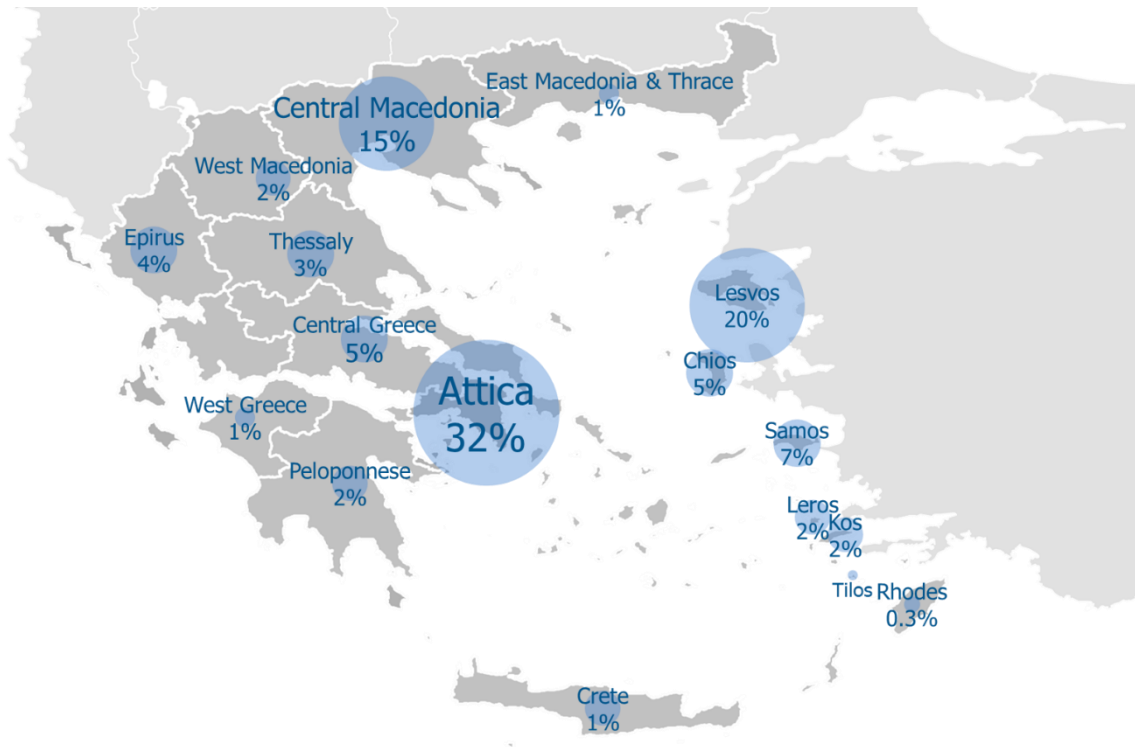 East Macedonia & Thrace
1%
Central Macedonia
15%
West Macedonia
2%
Epirus
4%
Thessaly
3%
Lesvos
20%
Central Greece
5%
Chios
5%
Attica
32%
West Greece
1%
Samos
7%
Peloponnese
2%
Leros
2%
Kos
2%
Tilos
Rhodes
0.3%
Crete
1%